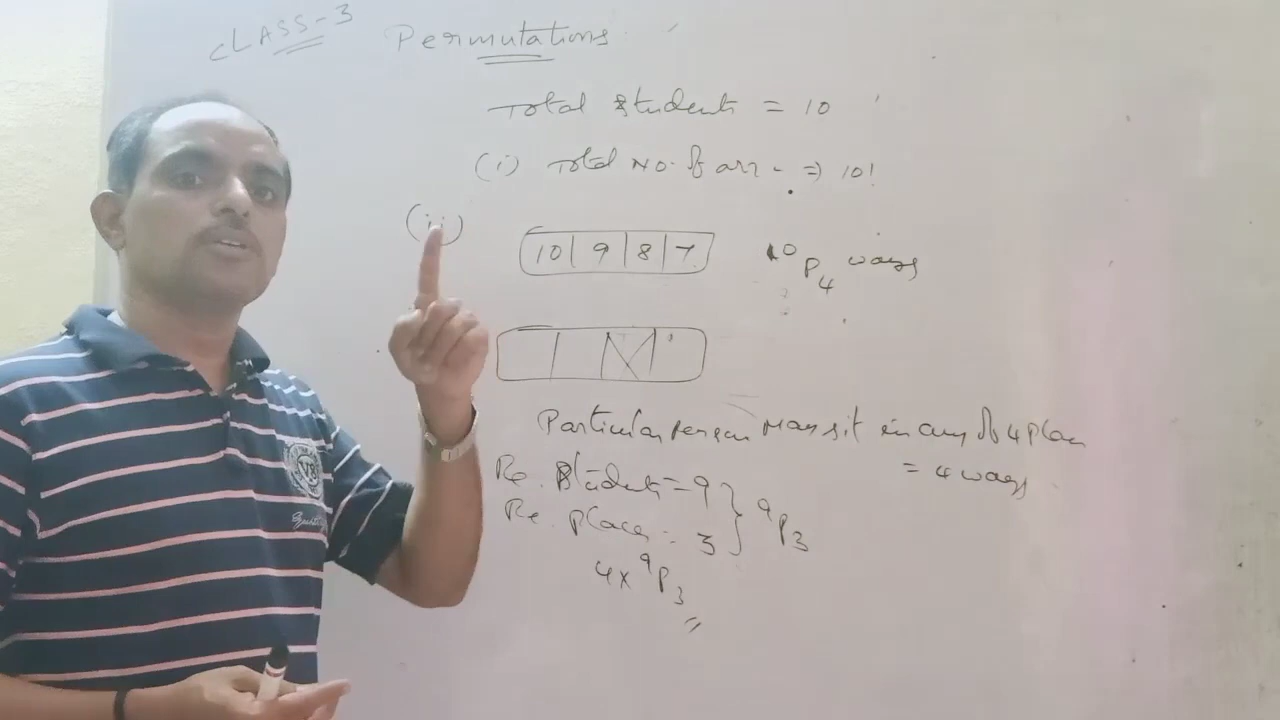 CLASS-3
Permutations
Total students = 10
(i) Total No. of arr. => 10!
(ii)
10 9 8 7
10P4 ways
Particular person may sit in any of 4 places
= 4 ways
Re. students = 9
Re. places = 3
9P3
4 x 9P3